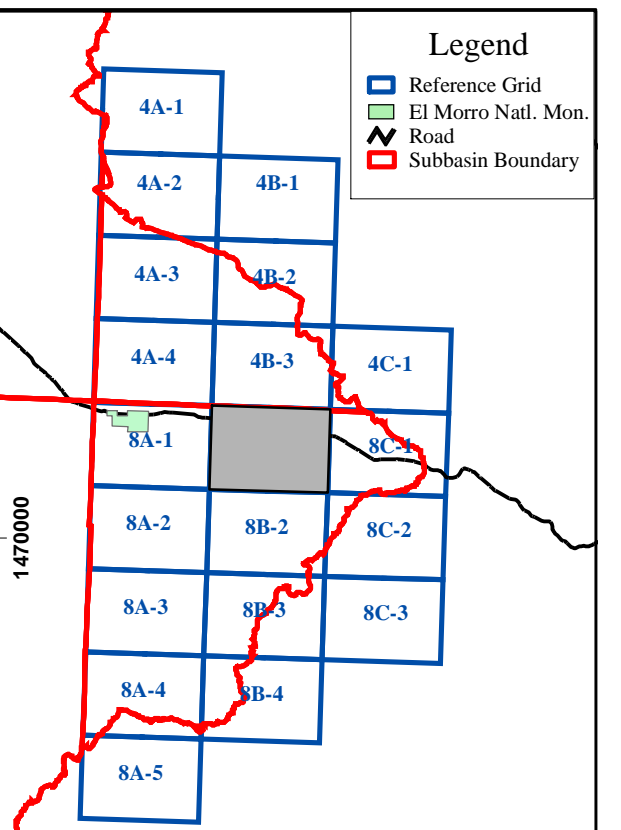 Legend
Reference Grid
El Morro Natl. Mon.
Road
Subbasin Boundary
4A-1
4A-2
4B-1
4A-3
4B-2
4A-4
4B-3
4C-1
8A-1
8C-1
8A-2
8B-2
8C-2
8A-3
8B-3
8C-3
8A-4
8B-4
8A-5
1470000